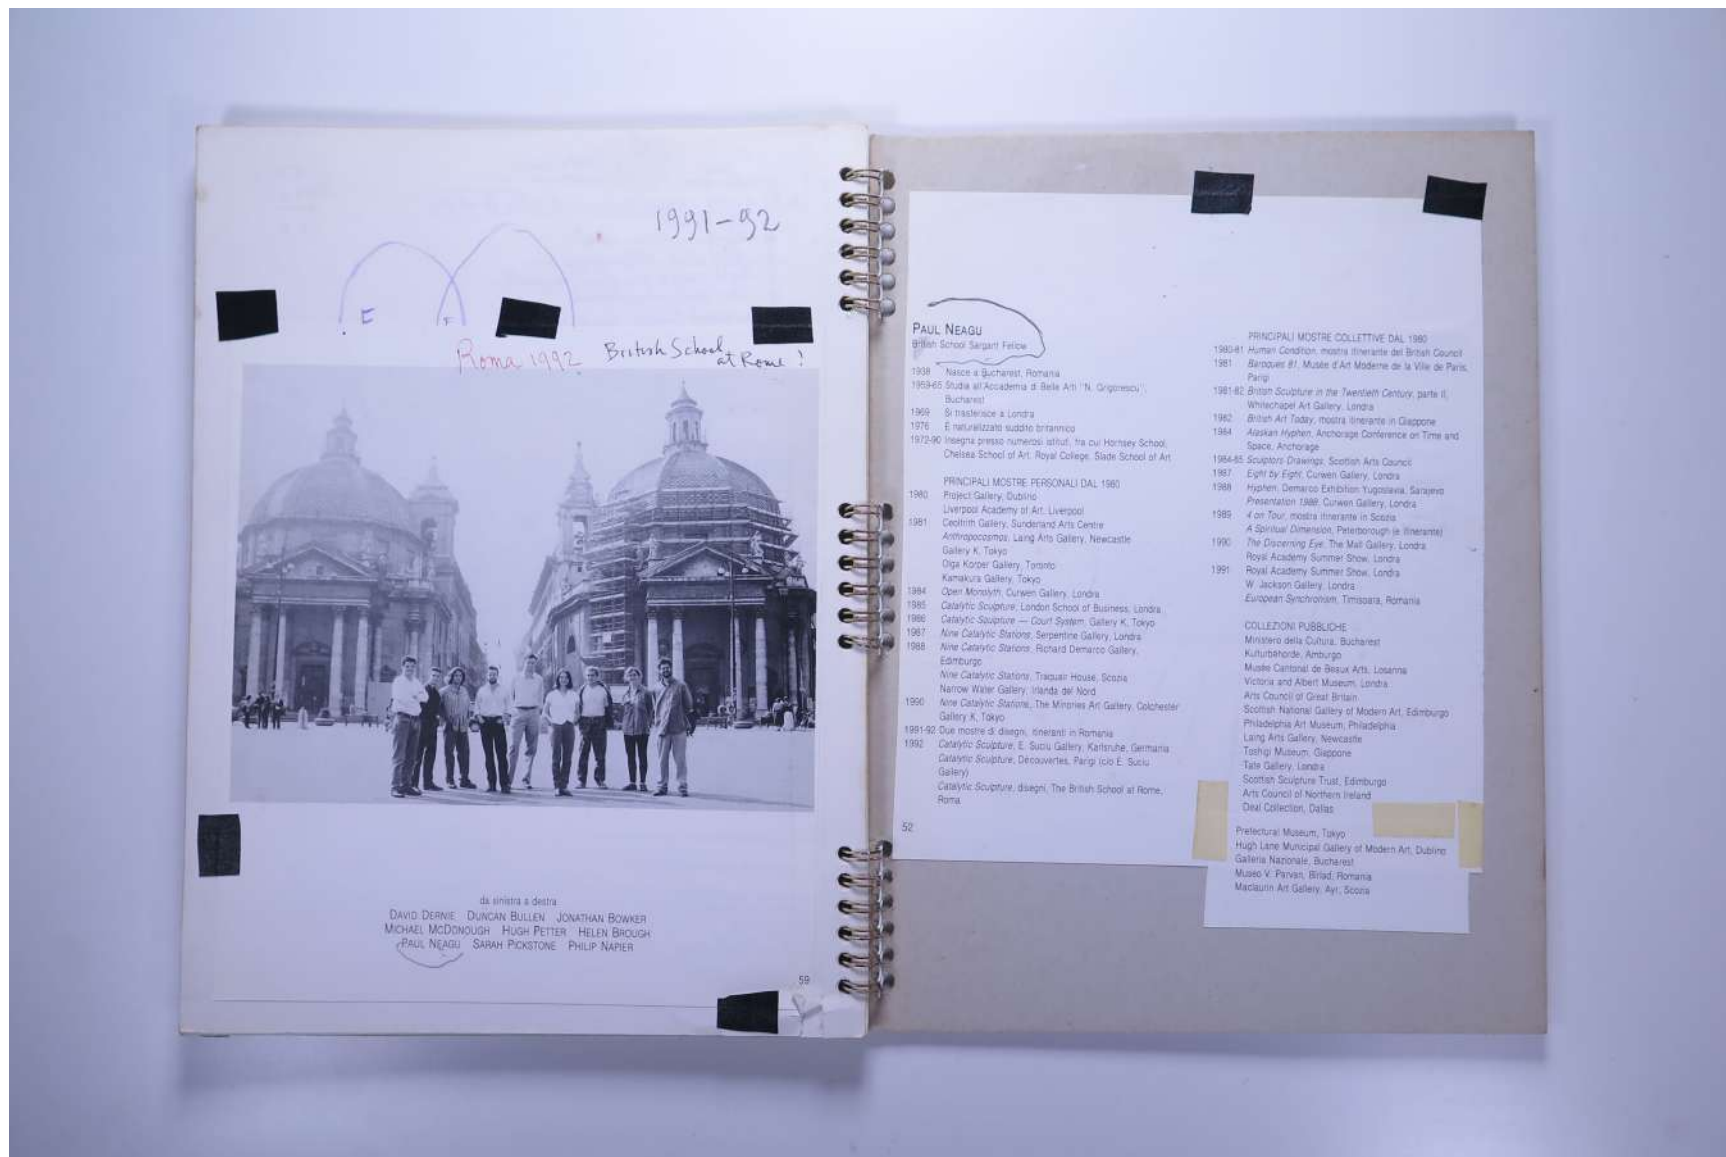 1991-92
E
F
Roma 1992
British School
at Rome!
da sinistra a destra
DAVID DERNIE DUNCAN BULLEN JONATHAN BOWKER
MICHAEL MCDONOUGH HUGH PETTER HELEN BROUGH
PAUL NEAGU SARAH PICKSTONE PHILIP NAPIER
59
PAUL NEAGU
British School Sargant Fellow
1938 Nasce a Bucharest, Romania
1959-65 Studia all'Accademia di Belle Arti "N. Grigorescu",
Bucharest
1969 Si trasferisce a Londra
1976 È naturalizzato suddito britannico
1972-90 Insegna presso numerosi istituti, tra cui Hornsey School,
Chelsea School of Art, Royal College, Slade School of Art
PRINCIPALI MOSTRE PERSONALI DAL 1980
1980 Project Gallery, Dublino
Liverpool Academy of Art, Liverpool
1981 Ceolfrith Gallery, Sunderland Arts Centre
Anthropocosmos, Laing Arts Gallery, Newcastle
Gallery K, Tokyo
Olga Korper Gallery, Toronto
Kamakura Gallery, Tokyo
1984 Open Monolyth, Curwen Gallery, Londra
1985 Catalytic Sculpture, London School of Business, Londra
1986 Catalytic Sculpture — Court System, Gallery K, Tokyo
1987 Nine Catalytic Stations, Serpentine Gallery, Londra
1988 Nine Catalytic Stations, Richard Demarco Gallery,
Edimburgo
Nine Catalytic Stations, Traquair House, Scozia
Narrow Water Gallery, Irlanda del Nord
1990 Nine Catalytic Stations, The Minories Art Gallery, Colchester
Gallery K, Tokyo
1991-92 Due mostre di disegni, itineranti in Romania
1992 Catalytic Sculpture, E. Suciu Gallery, Karlsruhe, Germania
Catalytic Sculpture, Découvertes, Parigi (c/o E. Suciu
Gallery)
Catalytic Sculpture, disegni, The British School at Rome,
Roma
52
PRINCIPALI MOSTRE COLLETTIVE DAL 1980
1980-81 Human Condition, mostra itinerante del British Council
1981 Baroques 81, Musée d'Art Moderne de la Ville de Paris,
Parigi
1981-82 British Sculpture in the Twentieth Century, parte II,
Whitechapel Art Gallery, Londra
1982 British Art Today, mostra itinerante in Giappone
1984 Alaskan Hyphen, Anchorage Conference on Time and
Space, Anchorage
1984-85 Sculptors Drawings, Scottish Arts Council
1987 Eight by Eight, Curwen Gallery, Londra
1988 Hyphen, Demarco Exhibition Yugoslavia, Sarajevo
Presentation 1988, Curwen Gallery, Londra
1989 4 on Tour, mostra itinerante in Scozia
A Spiritual Dimension, Peterborough (e itinerante)
1990 The Discerning Eye, The Mall Gallery, Londra
Royal Academy Summer Show, Londra
1991 Royal Academy Summer Show, Londra
W. Jackson Gallery, Londra
European Synchronism, Timisoara, Romania
COLLEZIONI PUBBLICHE
Ministero della Cultura, Bucharest
Kulturbehorde, Amburgo
Musée Cantonal de Beaux Arts, Losanna
Victoria and Albert Museum, Londra
Arts Council of Great Britain
Scottish National Gallery of Modern Art, Edimburgo
Philadelphia Art Museum, Philadelphia
Laing Arts Gallery, Newcastle
Toshigi Museum, Giappone
Tate Gallery, Londra
Scottish Sculpture Trust, Edimburgo
Arts Council of Northern Ireland
Deal Collection, Dallas
Prefectural Museum, Tokyo
Hugh Lane Municipal Gallery of Modern Art, Dublino
Galleria Nazionale, Bucharest
Museo V. Parvan, Birlad, Romania
Maclaurin Art Gallery, Ayr, Scozia